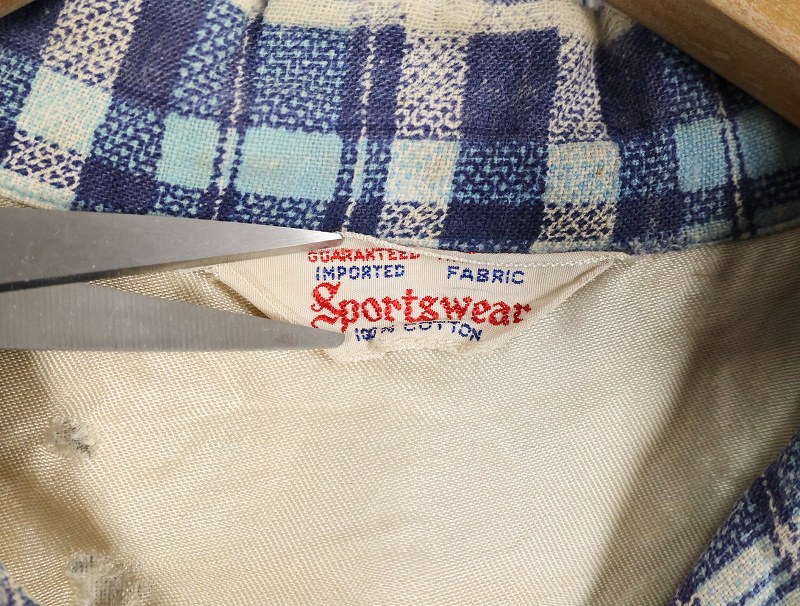 GUARANTEED
IMPORTED FABRIC
Sportswear
100% COTTON